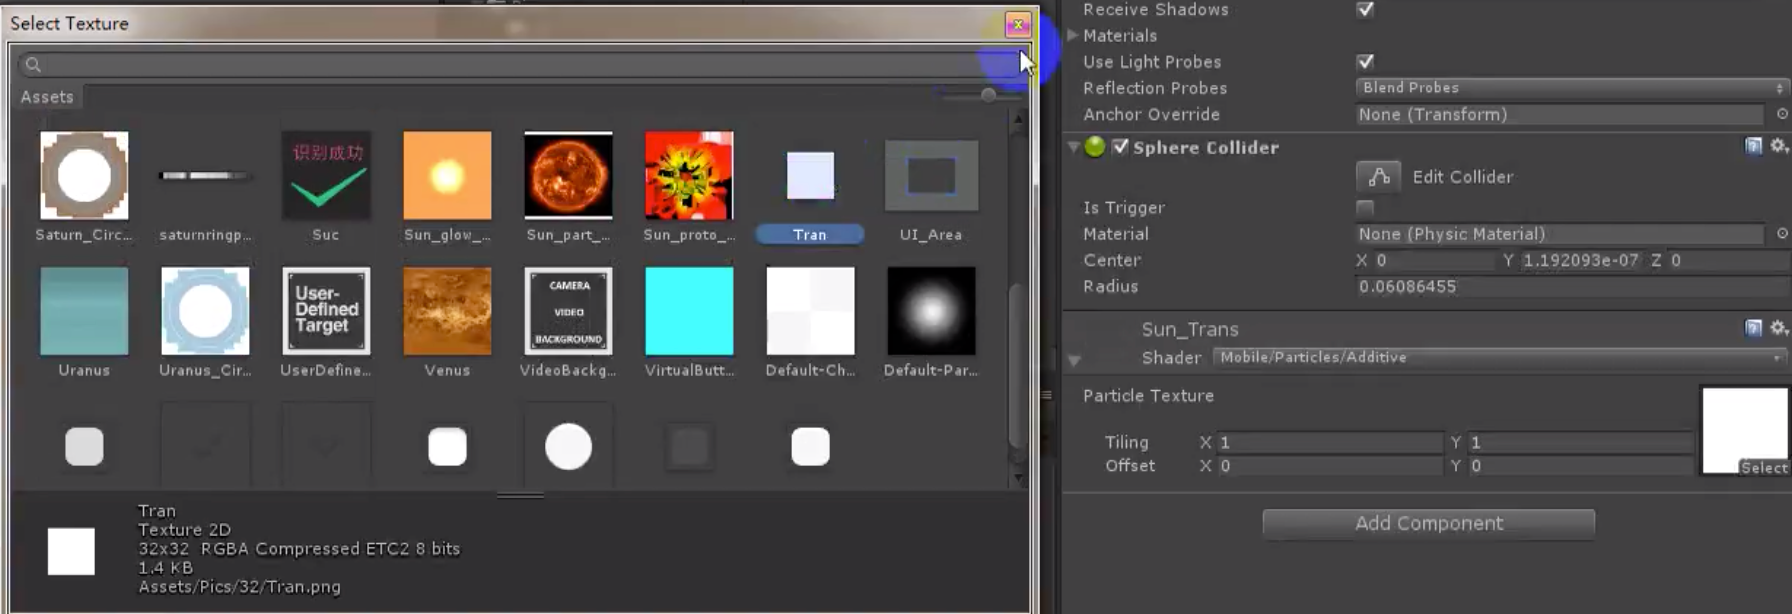 Select Texture
Assets
识别成功
Saturn_Circ...
saturnringp...
Suc
Sun_glow_...
Sun_part_...
Sun_proto_...
Tran
UI_Area
User-
Defined
Target
CAMERA
VIDEO
BACKGROUND
Uranus
Uranus_Cir...
UserDefine...
Venus
VideoBackg...
VirtualButt...
Default-Ch...
Default-Par...
Tran
Texture 2D
32x32 RGBA Compressed ETC2 8 bits
1.4 KB
Assets/Pics/32/Tran.png
Receive Shadows
Materials
Use Light Probes
Reflection Probes Blend Probes
Anchor Override None (Transform)
Sphere Collider
Edit Collider
Is Trigger
Material None (Physic Material)
Center X 0 Y 1.192093e-07 Z 0
Radius 0.06086455
Sun_Trans
Shader Mobile/Particles/Additive
Particle Texture
Tiling X 1 Y 1
Offset X 0 Y 0
Select
Add Component